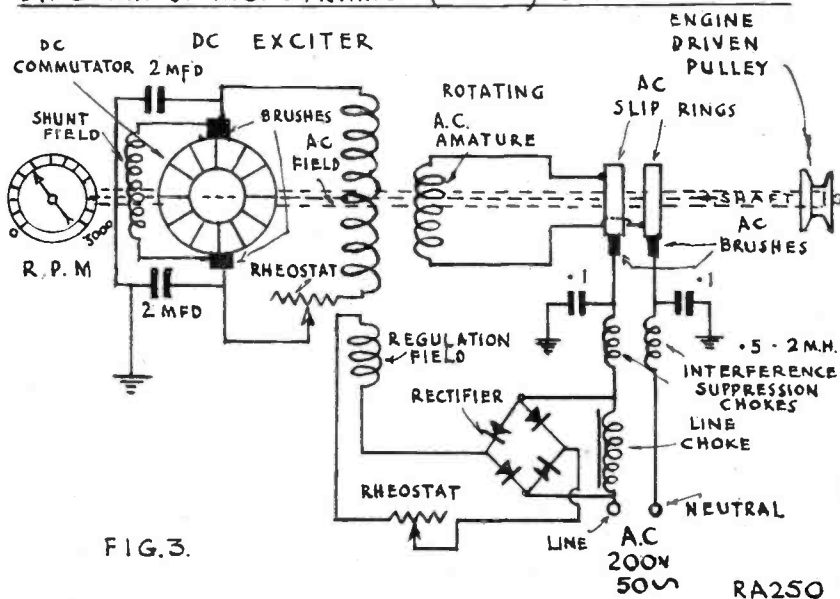 ENGINE
DRIVEN
PULLEY
DC EXCITER
DC
COMMUTATOR
2 MFD
SHUNT
FIELD
BRUSHES
AC
FIELD
ROTATING
A.C.
AMATURE
AC
SLIP RINGS
SHAFT
AC
BRUSHES
0
5000
R.P.M
2 MFD
RHEOSTAT
·1
·1
REGULATION
FIELD
·5 - 2 M.H.
INTERFERENCE
SUPPRESSION
CHOKES
RECTIFIER
LINE
CHOKE
RHEOSTAT
LINE
NEUTRAL
A.C
200V
50~
FIG.3.
RA250